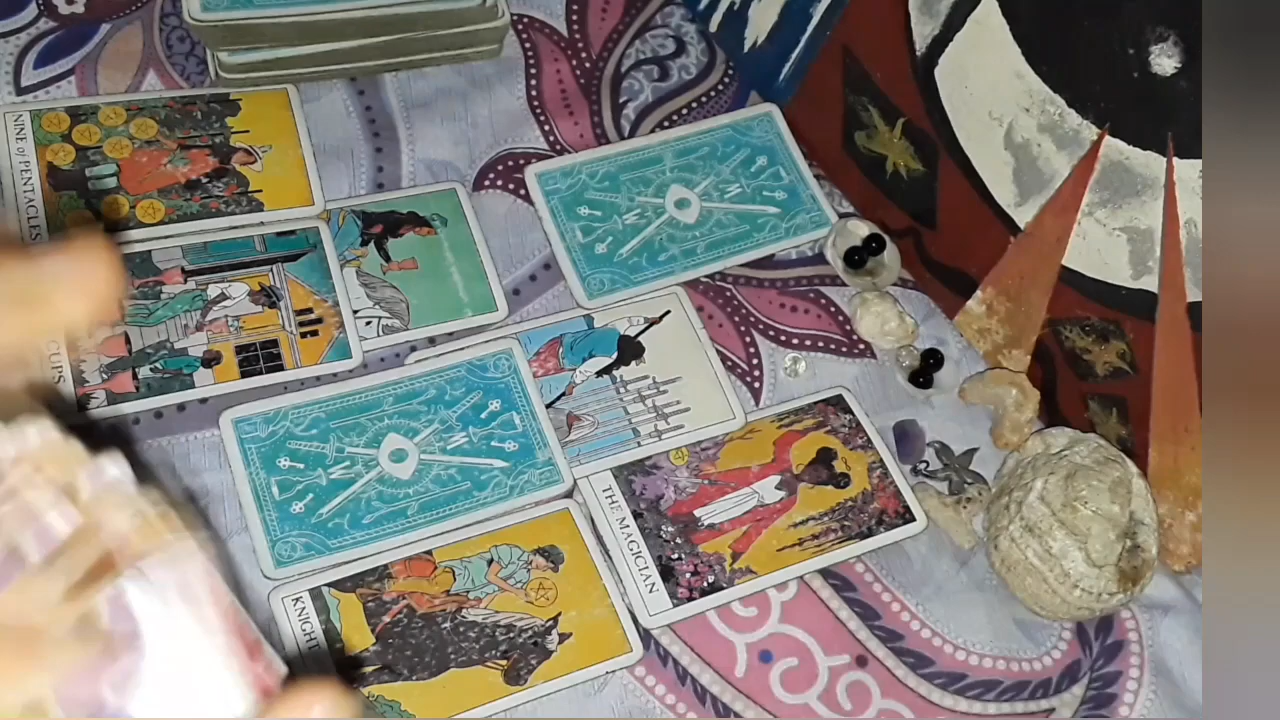 NINE of PENTACLES
CUPS
THE MAGICIAN
KNIGHT